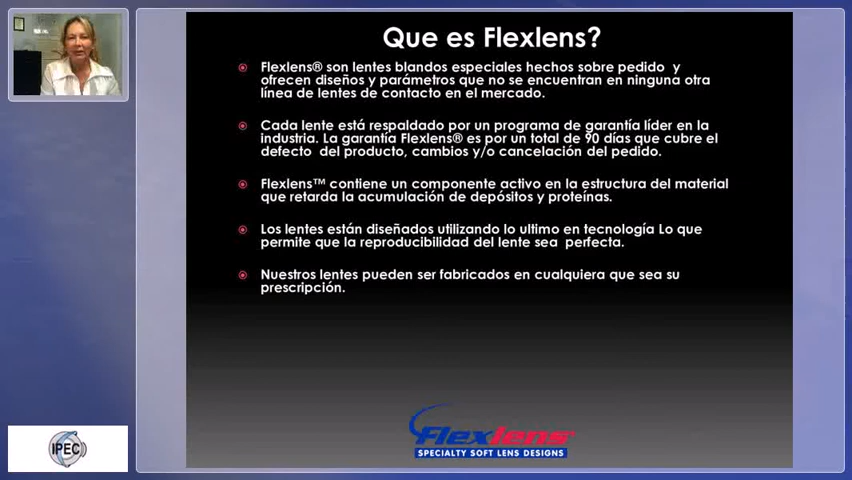 Que es Flexlens?
Flexlens® son lentes blandos especiales hechos sobre pedido y
ofrecen diseños y parámetros que no se encuentran en ninguna otra
línea de lentes de contacto en el mercado.
Cada lente está respaldado por un programa de garantía líder en la
industria. La garantía Flexlens® es por un total de 90 días que cubre el
defecto del producto, cambios y/o cancelación del pedido.
Flexlens™ contiene un componente activo en la estructura del material
que retarda la acumulación de depósitos y proteínas.
Los lentes están diseñados utilizando lo ultimo en tecnología Lo que
permite que la reproducibilidad del lente sea perfecta.
Nuestros lentes pueden ser fabricados en cualquiera que sea su
prescripción.
Flexlens
SPECIALTY SOFT LENS DESIGNS
IPEC